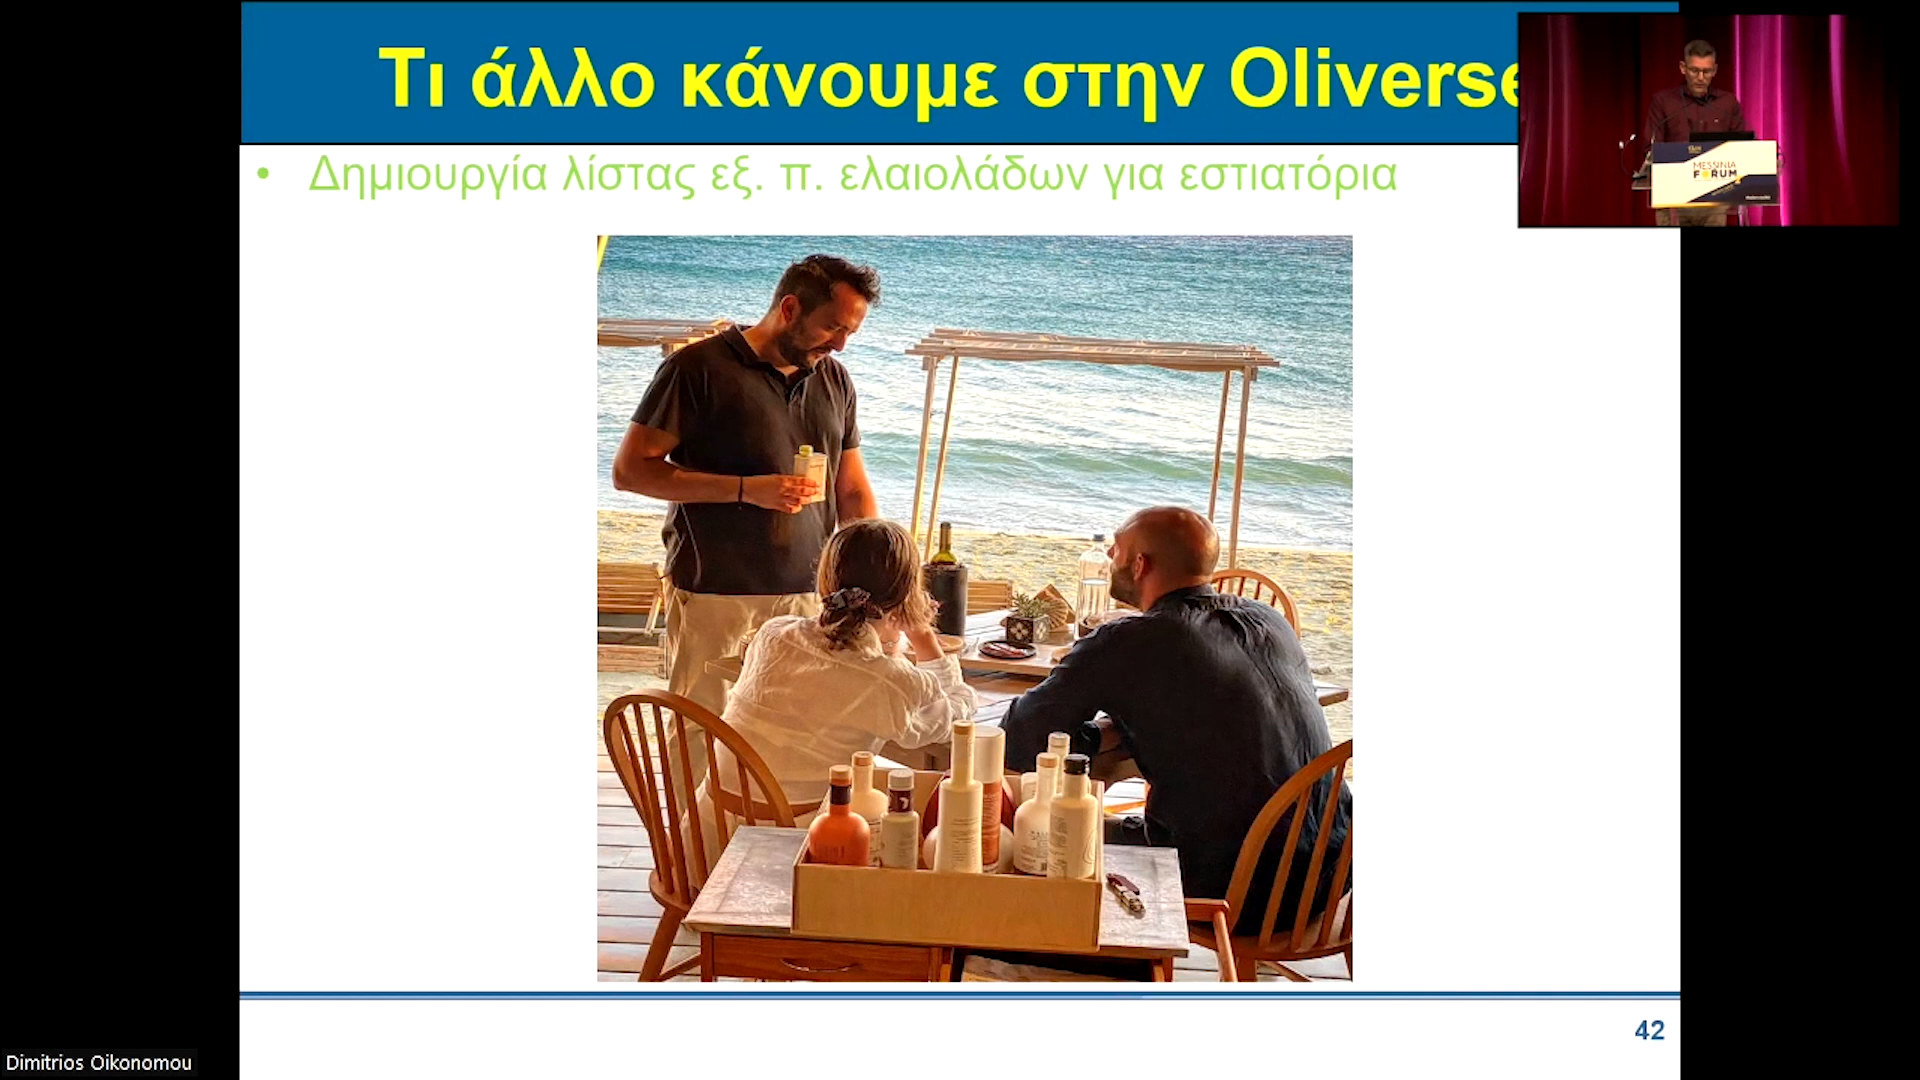 Τι άλλο κάνουμε στην Oliverse
• Δημιουργία λίστας εξ. π. ελαιολάδων για εστιατόρια
MESSINIA
FORUM
42
Dimitrios Oikonomou